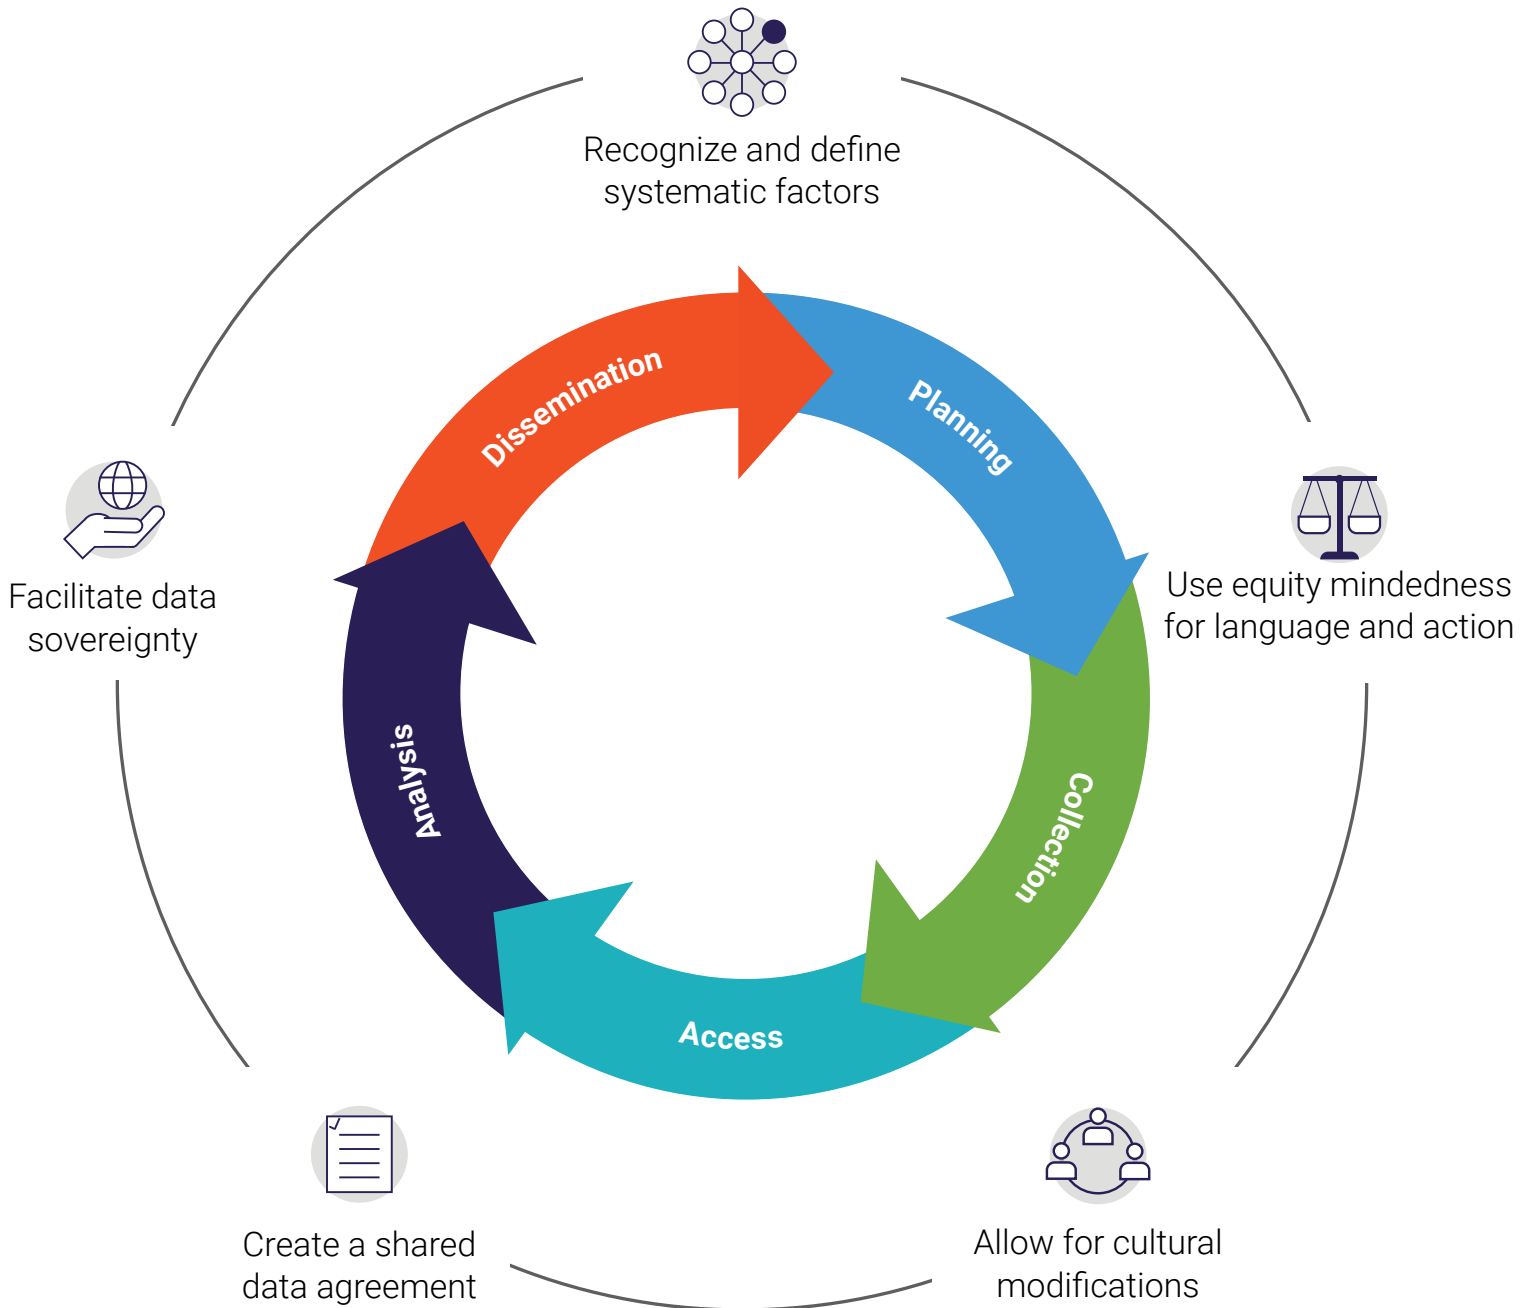 Recognize and define
systematic factors
Dissemination
Planning
Facilitate data
sovereignty
Use equity mindedness
for language and action
Analysis
Collection
Access
Create a shared
data agreement
Allow for cultural
modifications